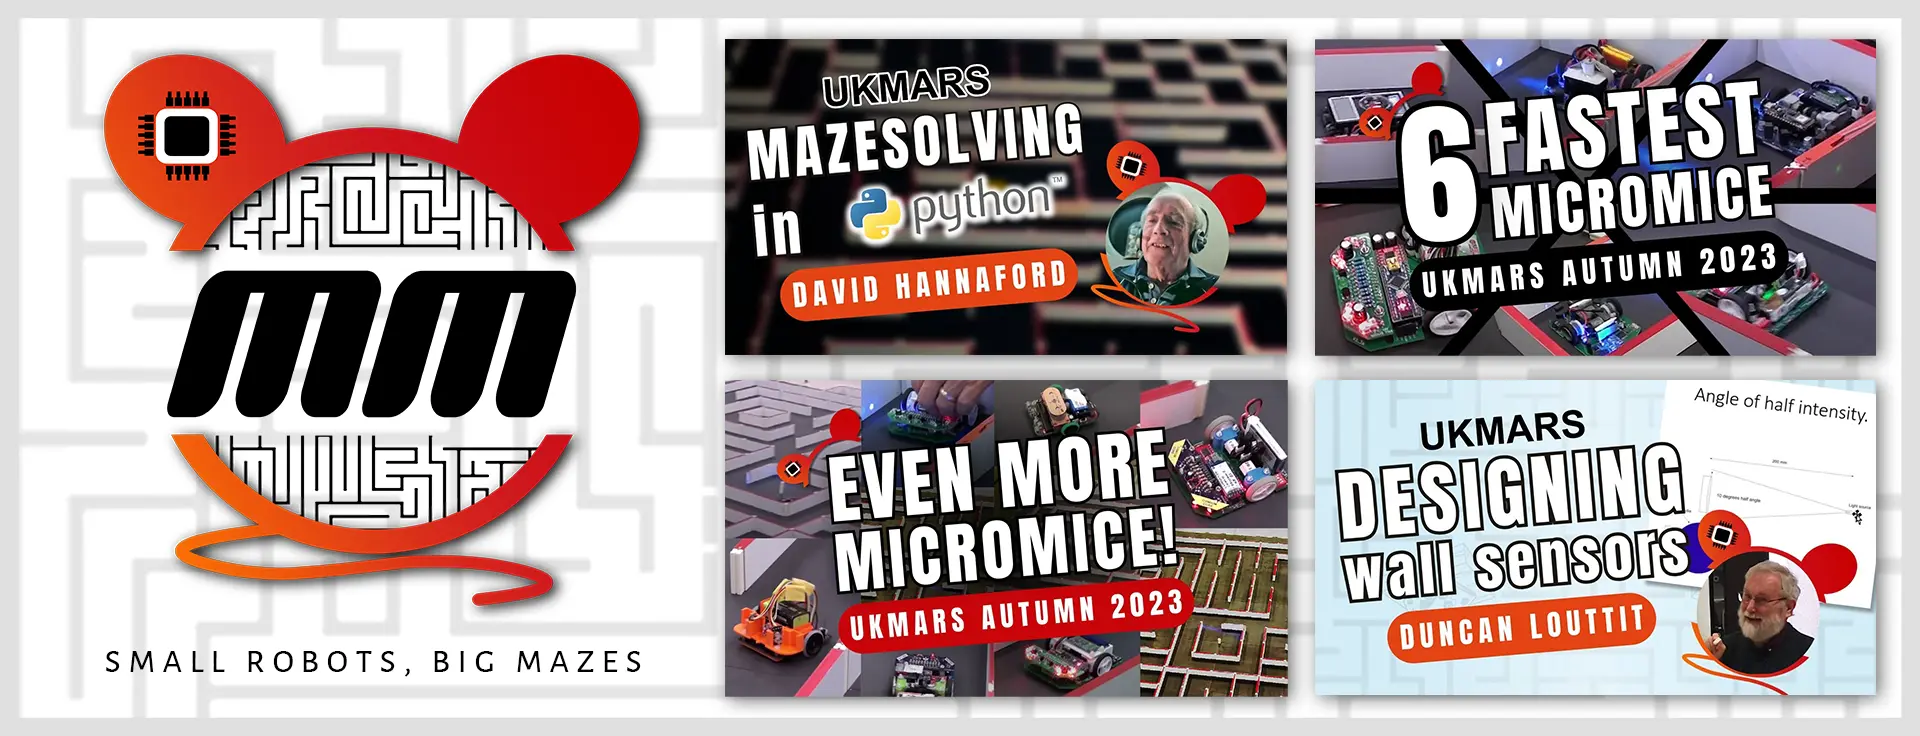 mm
SMALL ROBOTS, BIG MAZES
UKMARS
MAZESOLVING
in python™
DAVID HANNAFORD
6 FASTEST
MICROMICE
UKMARS AUTUMN 2023
EVEN MORE
MICROMICE!
UKMARS AUTUMN 2023
Angle of half intensity.
UKMARS
DESIGNING
wall sensors
DUNCAN LOUTTIT